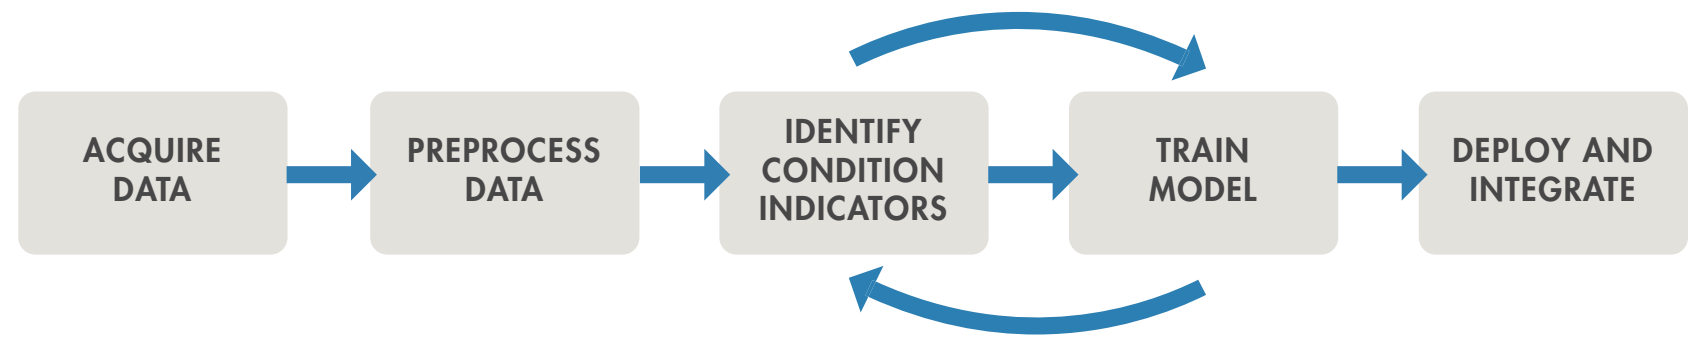 ACQUIRE
DATA
PREPROCESS
DATA
IDENTIFY
CONDITION
INDICATORS
TRAIN
MODEL
DEPLOY AND
INTEGRATE